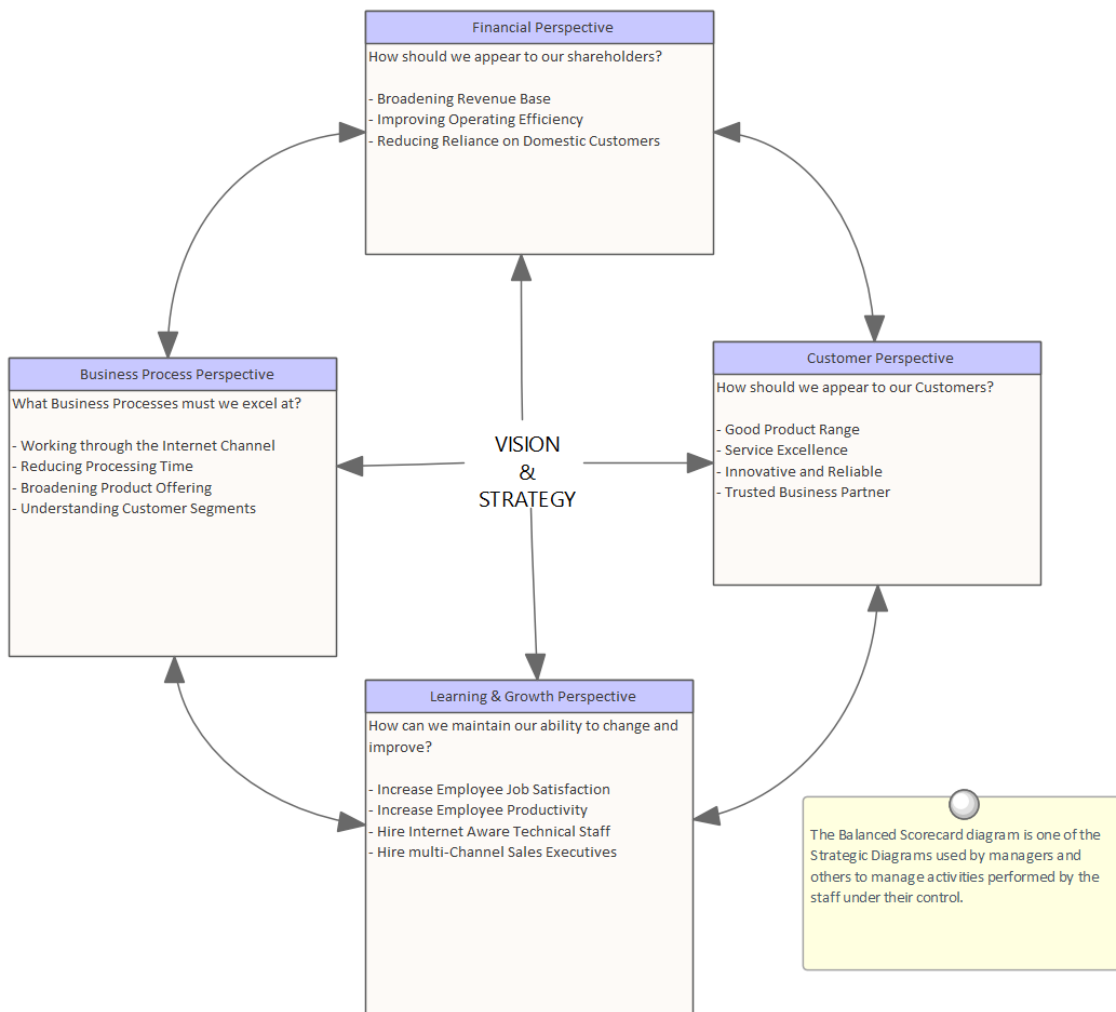 Financial Perspective
How should we appear to our shareholders?
- Broadening Revenue Base
- Improving Operating Efficiency
- Reducing Reliance on Domestic Customers
Business Process Perspective
What Business Processes must we excel at?
- Working through the Internet Channel
- Reducing Processing Time
- Broadening Product Offering
- Understanding Customer Segments
VISION
&
STRATEGY
Customer Perspective
How should we appear to our Customers?
- Good Product Range
- Service Excellence
- Innovative and Reliable
- Trusted Business Partner
Learning & Growth Perspective
How can we maintain our ability to change and
improve?
- Increase Employee Job Satisfaction
- Increase Employee Productivity
- Hire Internet Aware Technical Staff
- Hire multi-Channel Sales Executives
The Balanced Scorecard diagram is one of the
Strategic Diagrams used by managers and
others to manage activities performed by the
staff under their control.